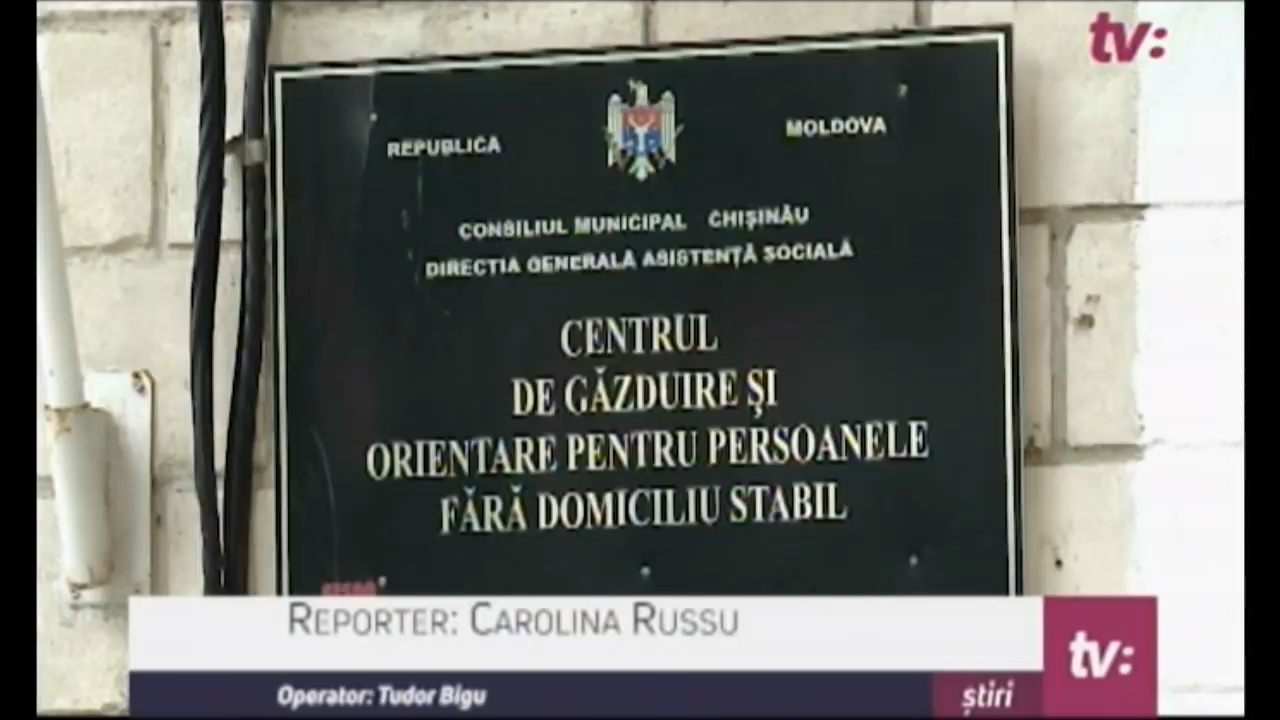 tv:
REPUBLICA MOLDOVA
CONSILIUL MUNICIPAL CHIȘINĂU
DIRECTIA GENERALA ASISTENȚĂ SOCIALĂ
CENTRUL
DE GĂZDUIRE ȘI
ORIENTARE PENTRU PERSOANELE
FĂRĂ DOMICILIU STABIL
REPORTER: CAROLINA RUSSU
tv:
Operator: Tudor Bigu
știri